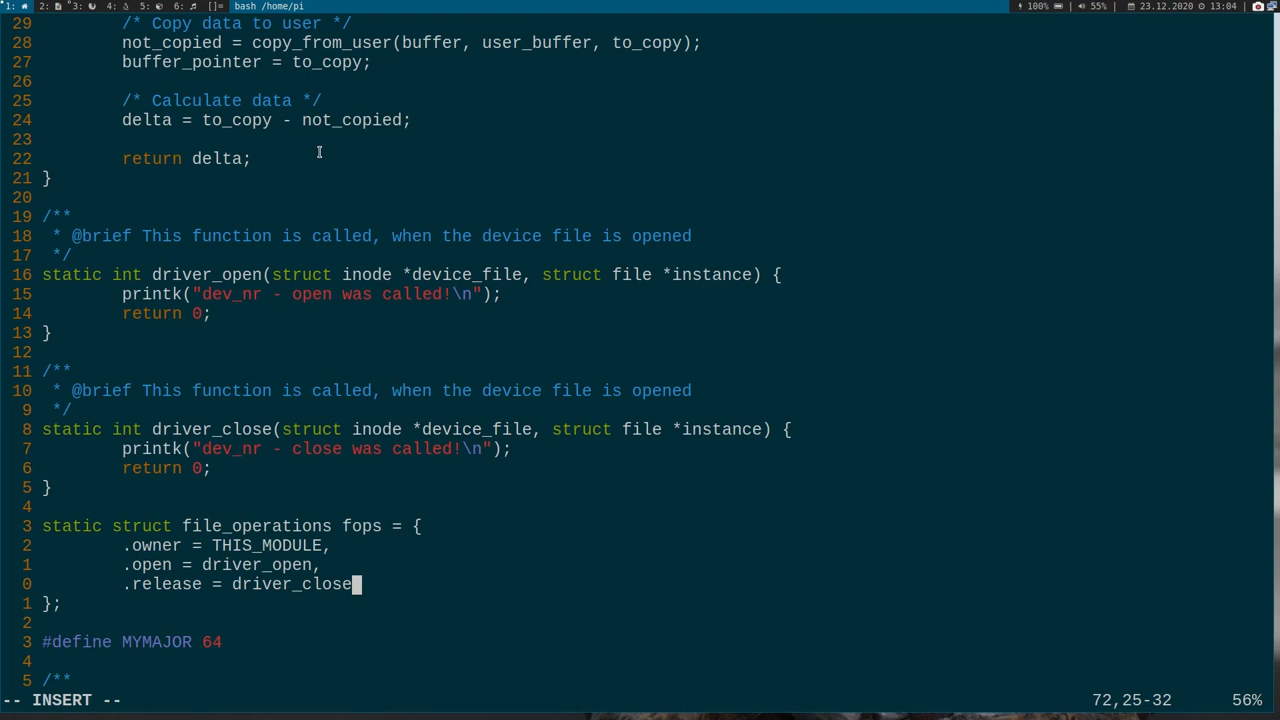 1: 2: 3: 4: 5: 6: []= bash /home/pi 100% | 55% | 23.12.2020 13:04
29 /* Copy data to user */
28 not_copied = copy_from_user(buffer, user_buffer, to_copy);
27 buffer_pointer = to_copy;
26
25 /* Calculate data */
24 delta = to_copy - not_copied;
23
22 return delta;
21 }
20
19 /**
18 * @brief This function is called, when the device file is opened
17 */
16 static int driver_open(struct inode *device_file, struct file *instance) {
15 printk("dev_nr - open was called!\n");
14 return 0;
13 }
12
11 /**
10 * @brief This function is called, when the device file is opened
9 */
8 static int driver_close(struct inode *device_file, struct file *instance) {
7 printk("dev_nr - close was called!\n");
6 return 0;
5 }
4
3 static struct file_operations fops = {
2 .owner = THIS_MODULE,
1 .open = driver_open,
0 .release = driver_close
1 };
2
3 #define MYMAJOR 64
4
5 /**
-- INSERT -- 72,25-32 56%